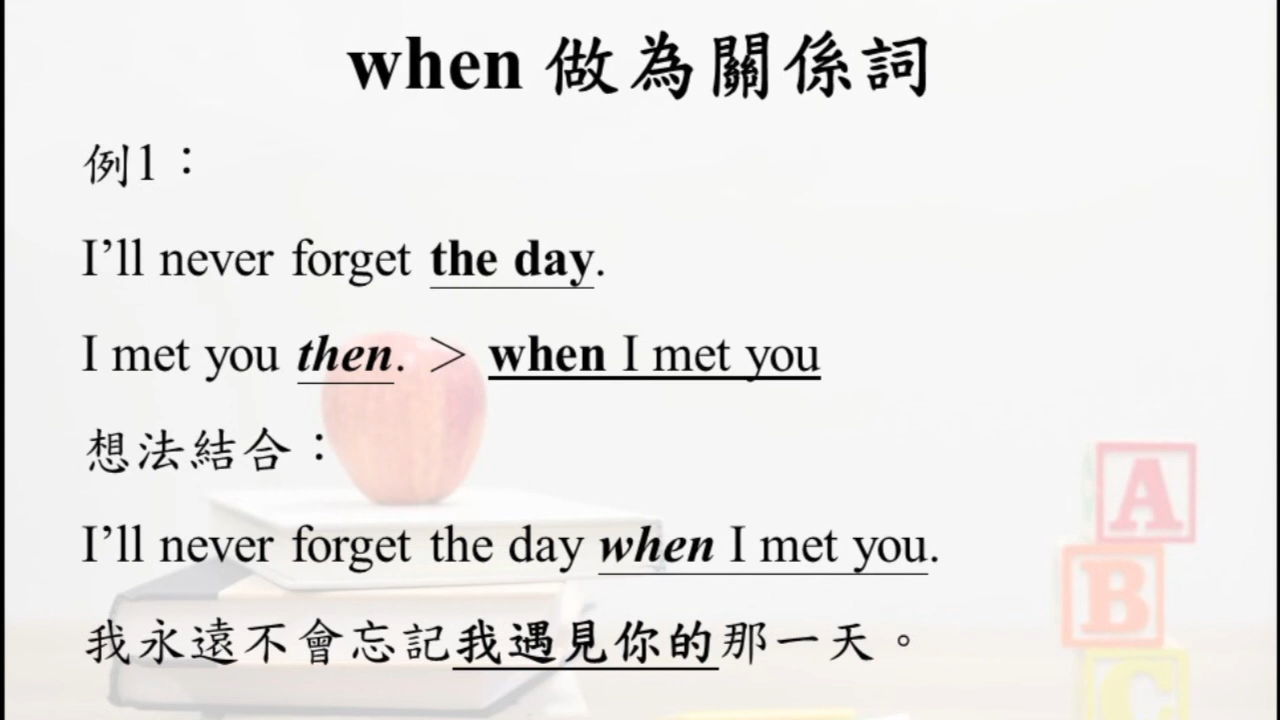 when 做為關係詞
例1：
I’ll never forget the day.
I met you then. > when I met you
想法結合：
I’ll never forget the day when I met you.
我永遠不會忘記我遇見你的那一天。
A
B
C